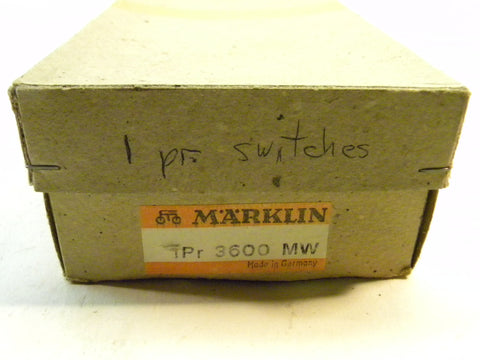 1 pr switches
MÄRKLIN
1Pr 3600 MW
Made in Germany